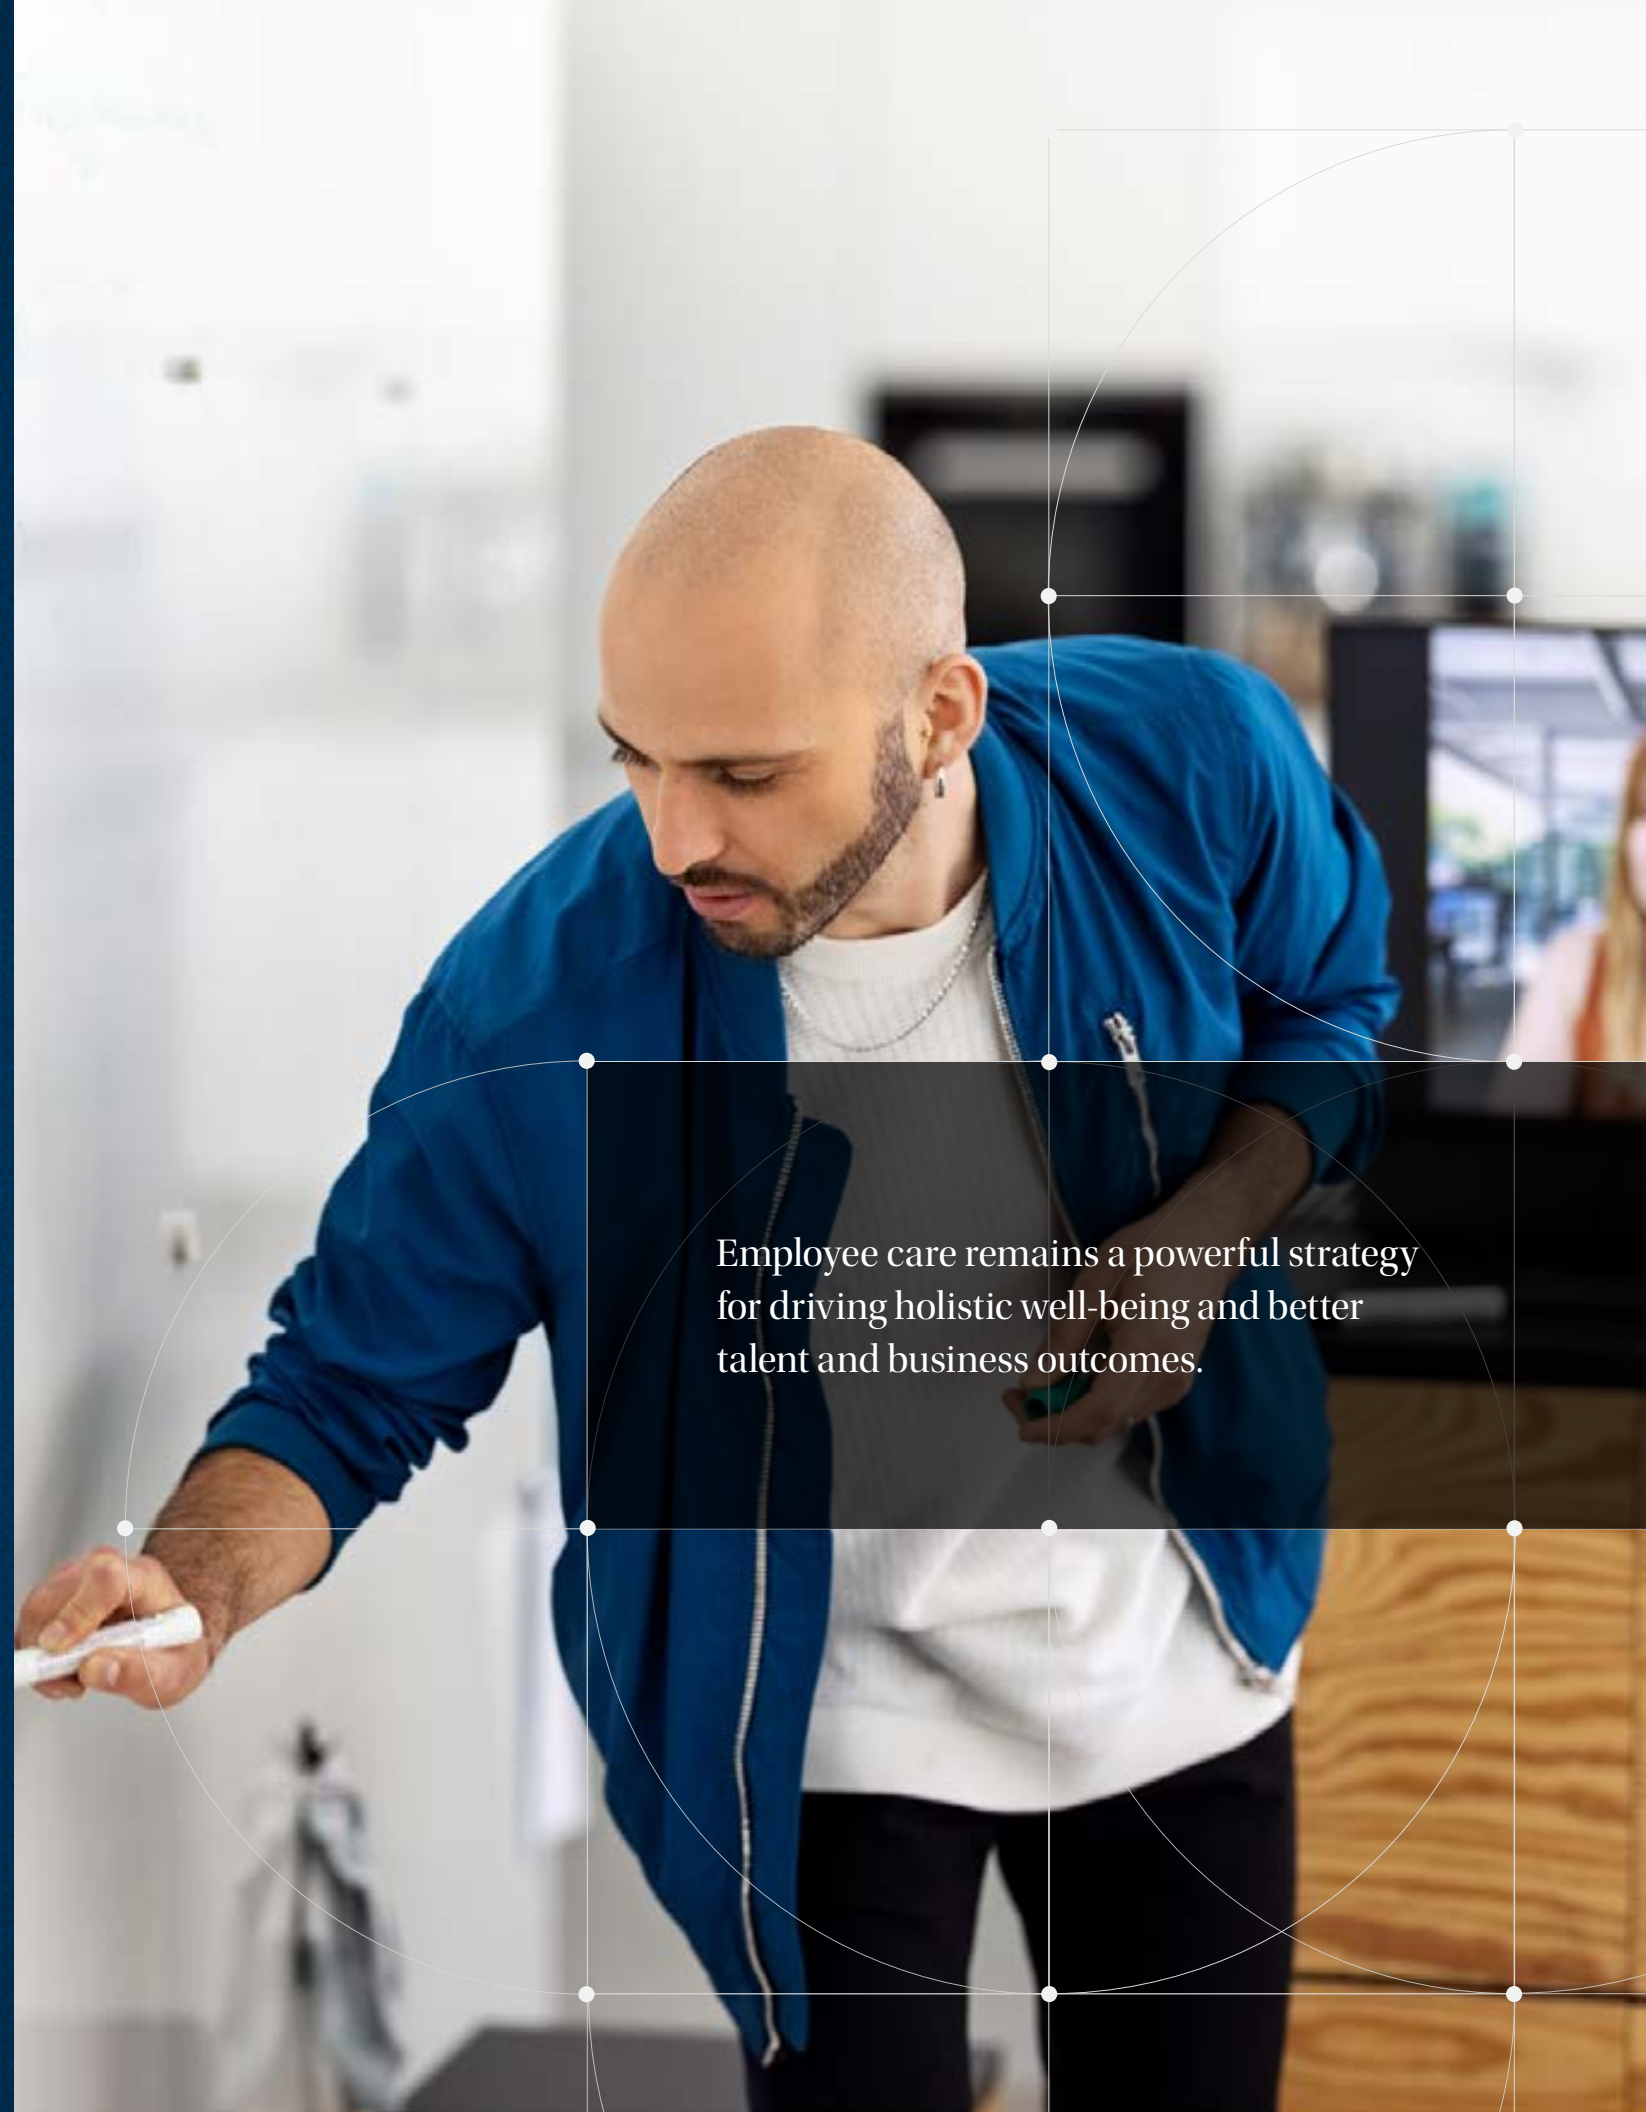 Employee care remains a powerful strategy
for driving holistic well-being and better
talent and business outcomes.